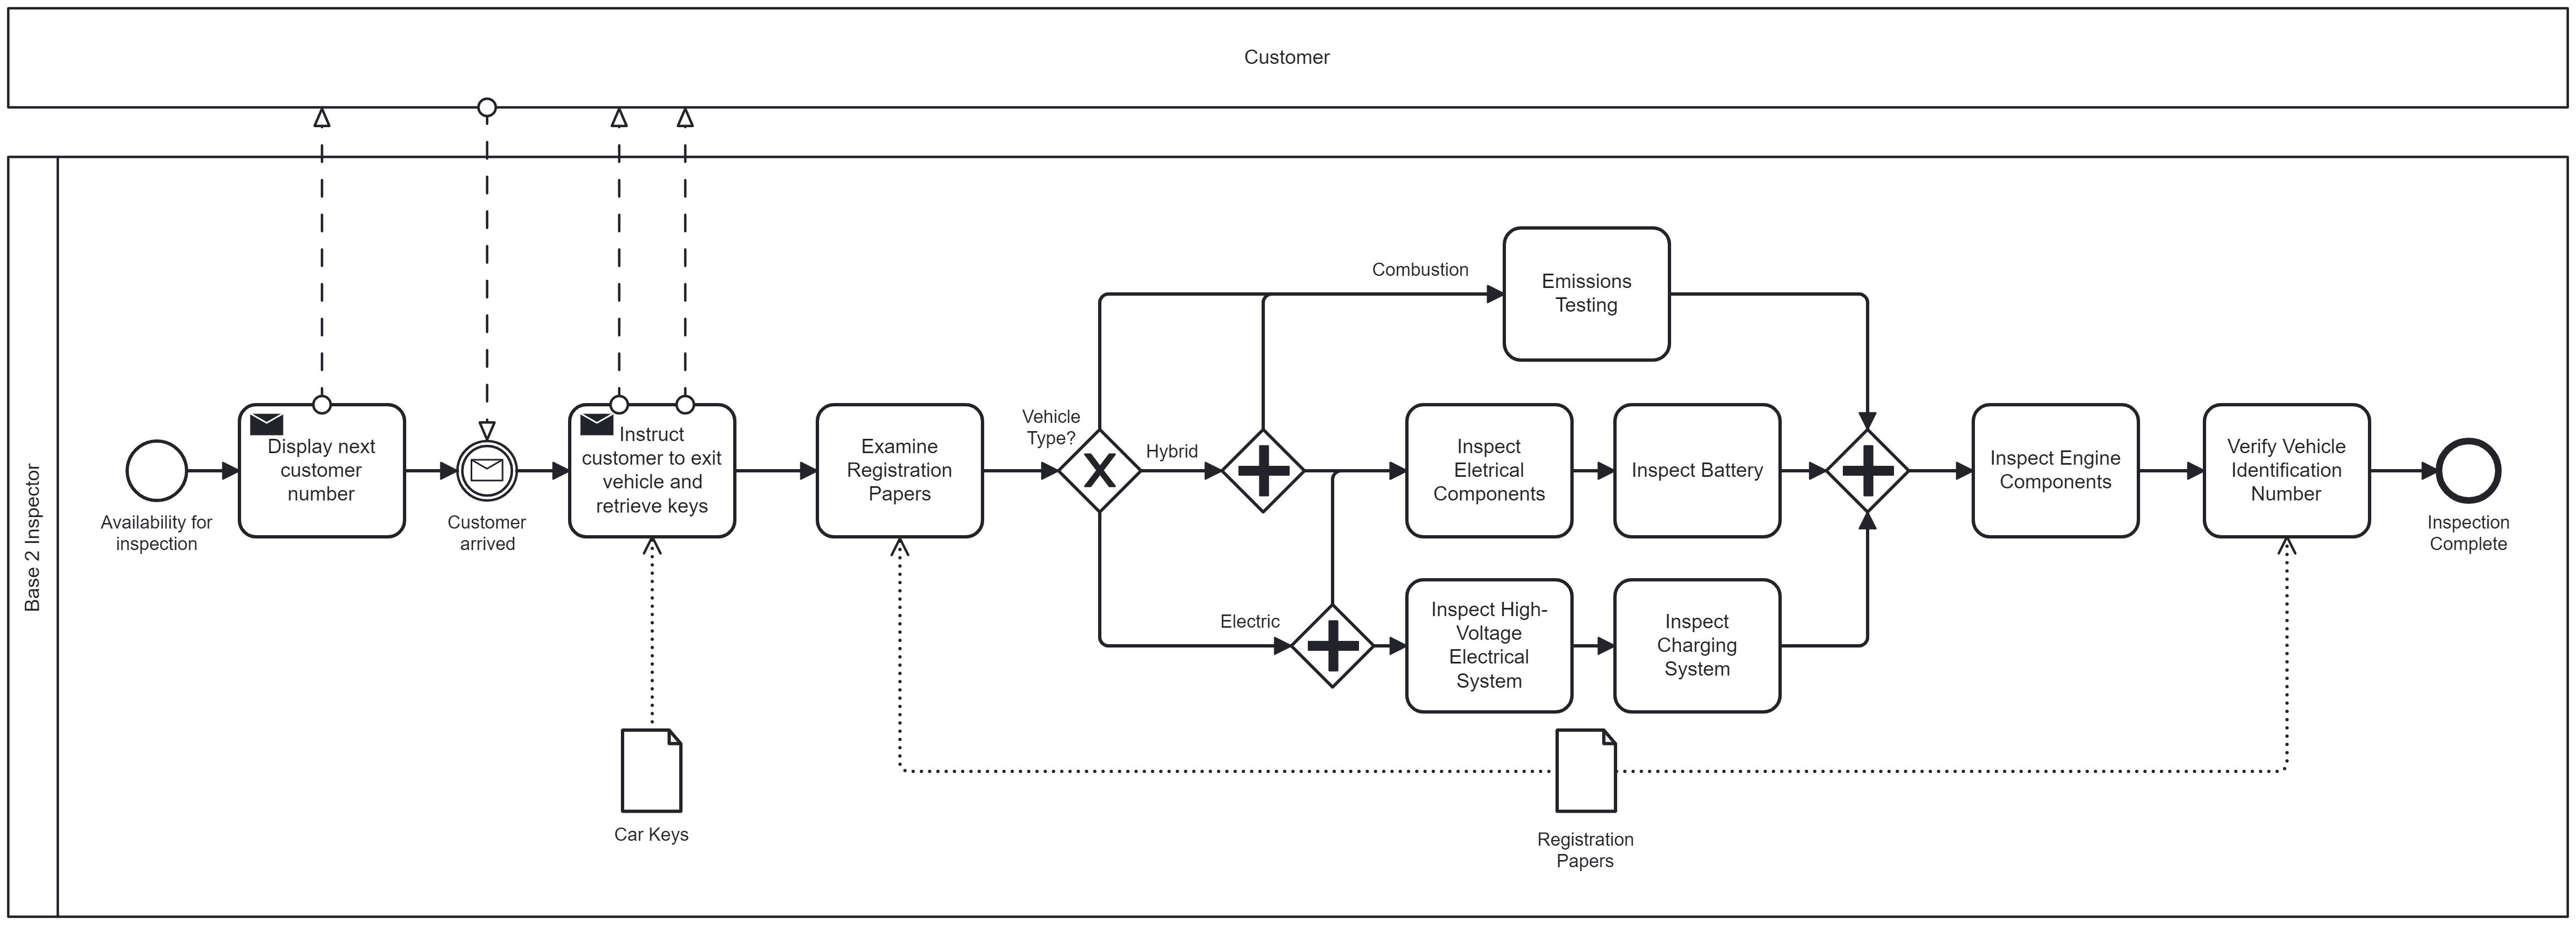 Customer
Base 2 Inspector
Availability for
inspection
Display next
customer
number
Customer
arrived
Instruct
customer to exit
vehicle and
retrieve keys
Car Keys
Examine
Registration
Papers
Vehicle
Type?
X
Combustion
Hybrid
Electric
Emissions
Testing
Inspect
Eletrical
Components
Inspect Battery
Inspect High-
Voltage
Electrical
System
Inspect
Charging
System
Registration
Papers
Inspect Engine
Components
Verify Vehicle
Identification
Number
Inspection
Complete